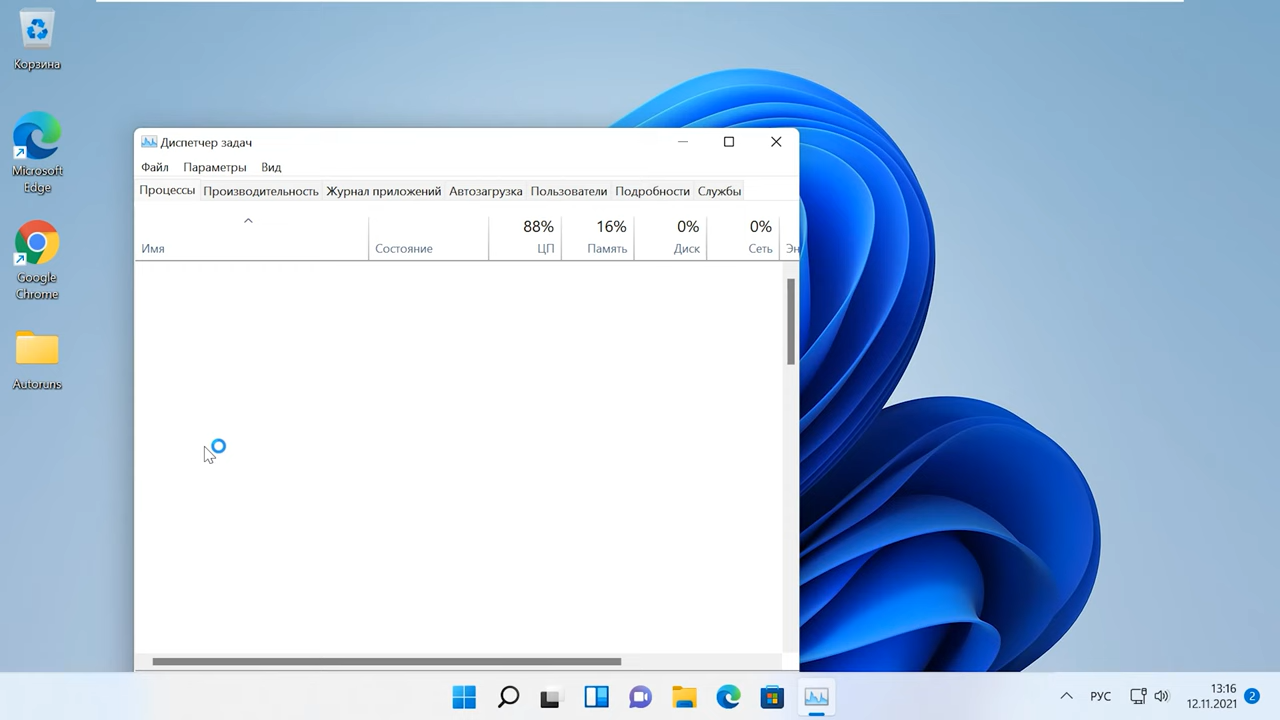 Корзина
Microsoft
Edge
Google
Chrome
Autoruns
Диспетчер задач
Файл Параметры Вид
Процессы Производительность Журнал приложений Автозагрузка Пользователи Подробности Службы
88% 16% 0% 0%
Имя Состояние ЦП Память Диск Сеть Эн
РУС
13:16
12.11.2021
2